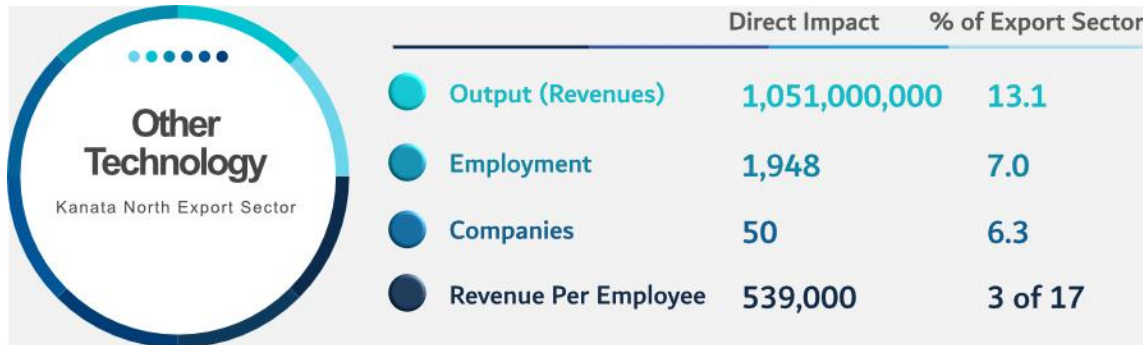 Other
Technology
Kanata North Export Sector
Direct Impact % of Export Sector
Output (Revenues) 1,051,000,000 13.1
Employment 1,948 7.0
Companies 50 6.3
Revenue Per Employee 539,000 3 of 17